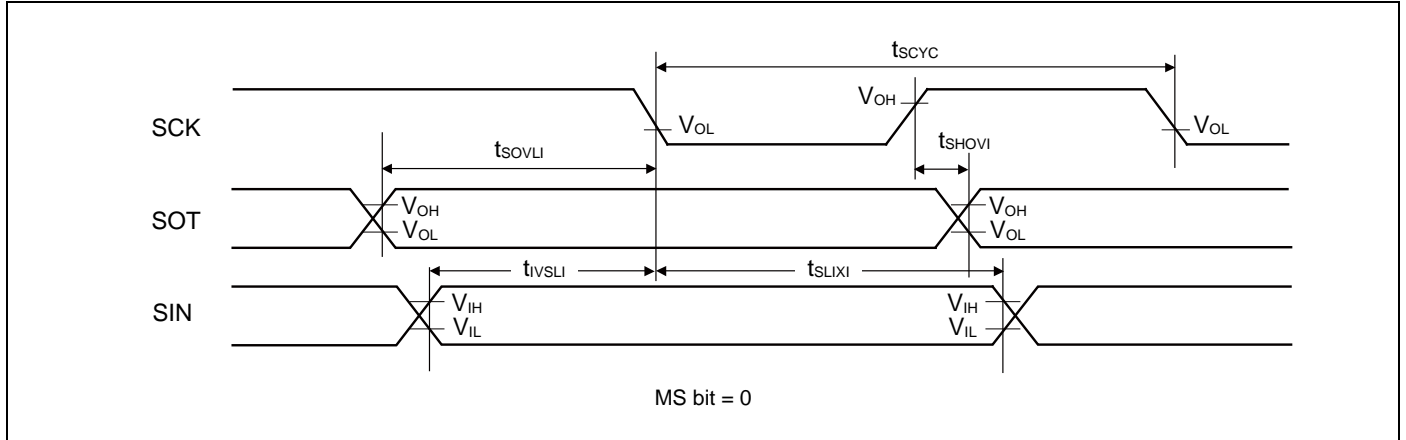 tSCYC
SCK
VOH
VOL
VOL
tSHOVI
tSOVLI
SOT
VOH
VOL
VOH
VOL
tIVSLI
tSLIXI
SIN
VIH
VIL
VIH
VIL
MS bit = 0